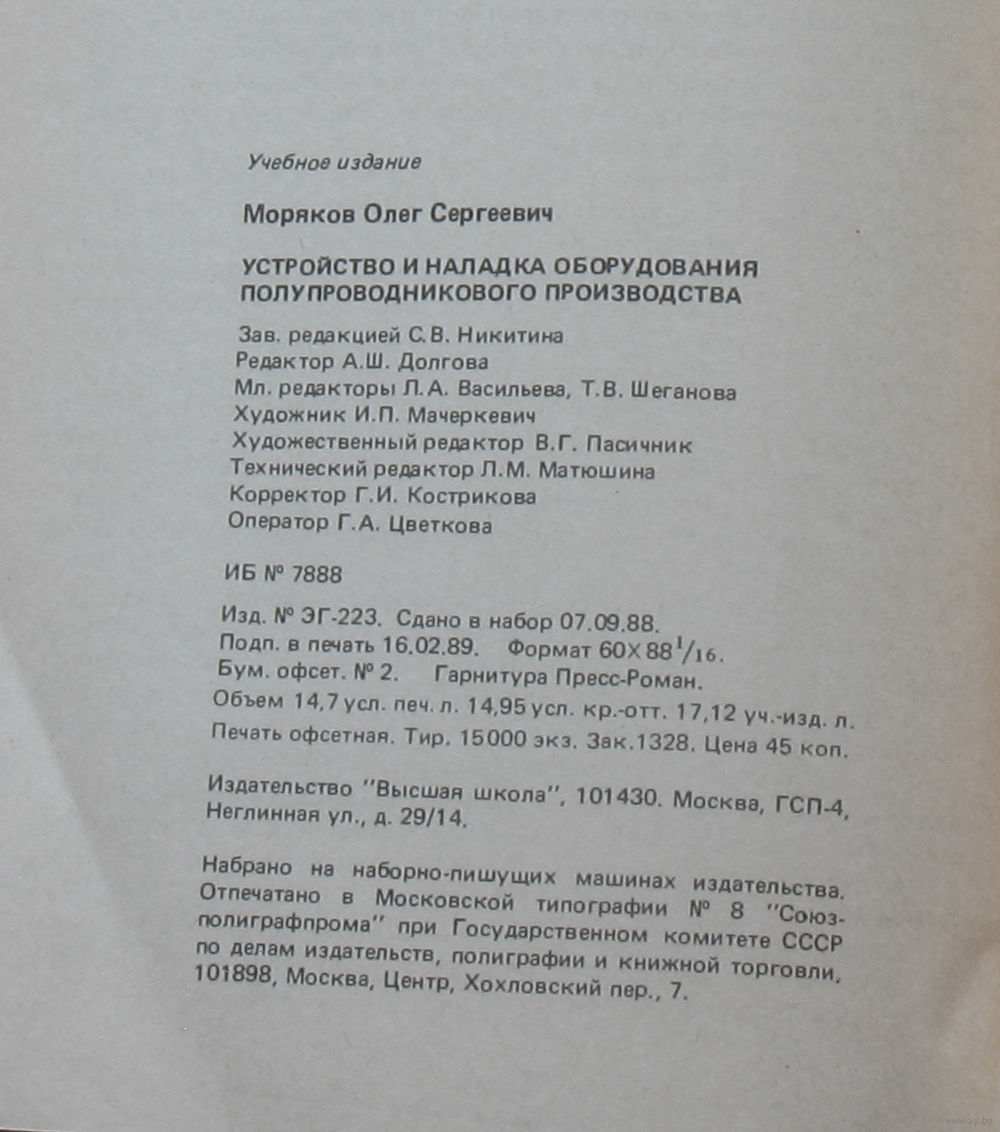 Учебное издание
Моряков Олег Сергеевич
УСТРОЙСТВО И НАЛАДКА ОБОРУДОВАНИЯ
ПОЛУПРОВОДНИКОВОГО ПРОИЗВОДСТВА
Зав. редакцией С.В. Никитина
Редактор А.Ш. Долгова
Мл. редакторы Л.А. Васильева, Т.В. Шеганова
Художник И.П. Мачеркевич
Художественный редактор В.Г. Пасичник
Технический редактор Л.М. Матюшина
Корректор Г.И. Кострикова
Оператор Г.А. Цветкова
ИБ № 7888
Изд. № ЭГ-223. Сдано в набор 07.09.88.
Подп. в печать 16.02.89. Формат 60X88 1/16.
Бум. офсет. № 2. Гарнитура Пресс-Роман.
Объем 14,7 усл. печ. л. 14,95 усл. кр.-отт. 17,12 уч.-изд. л.
Печать офсетная. Тир. 15000 экз. Зак.1328. Цена 45 коп.
Издательство "Высшая школа", 101430. Москва, ГСП-4,
Неглинная ул., д. 29/14.
Набрано на наборно-пишущих машинах издательства.
Отпечатано в Московской типографии № 8 "Союз-
полиграфпрома" при Государственном комитете СССР
по делам издательств, полиграфии и книжной торговли.
101898, Москва, Центр, Хохловский пер., 7.
www.ay.by